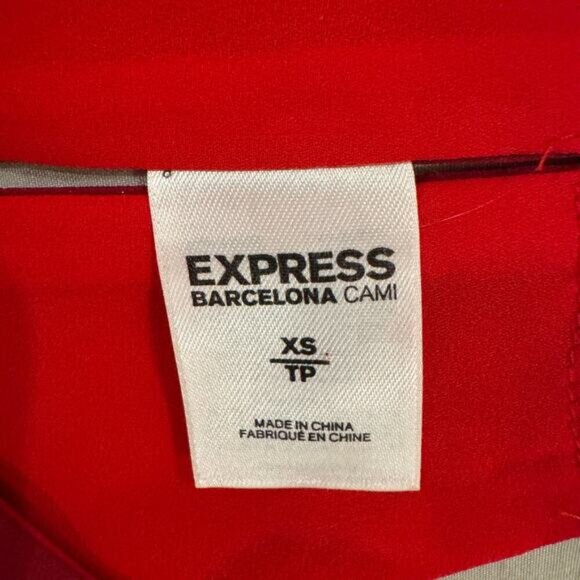 EXPRESS
BARCELONA CAMI
XS
TP
MADE IN CHINA
FABRIQUÉ EN CHINE